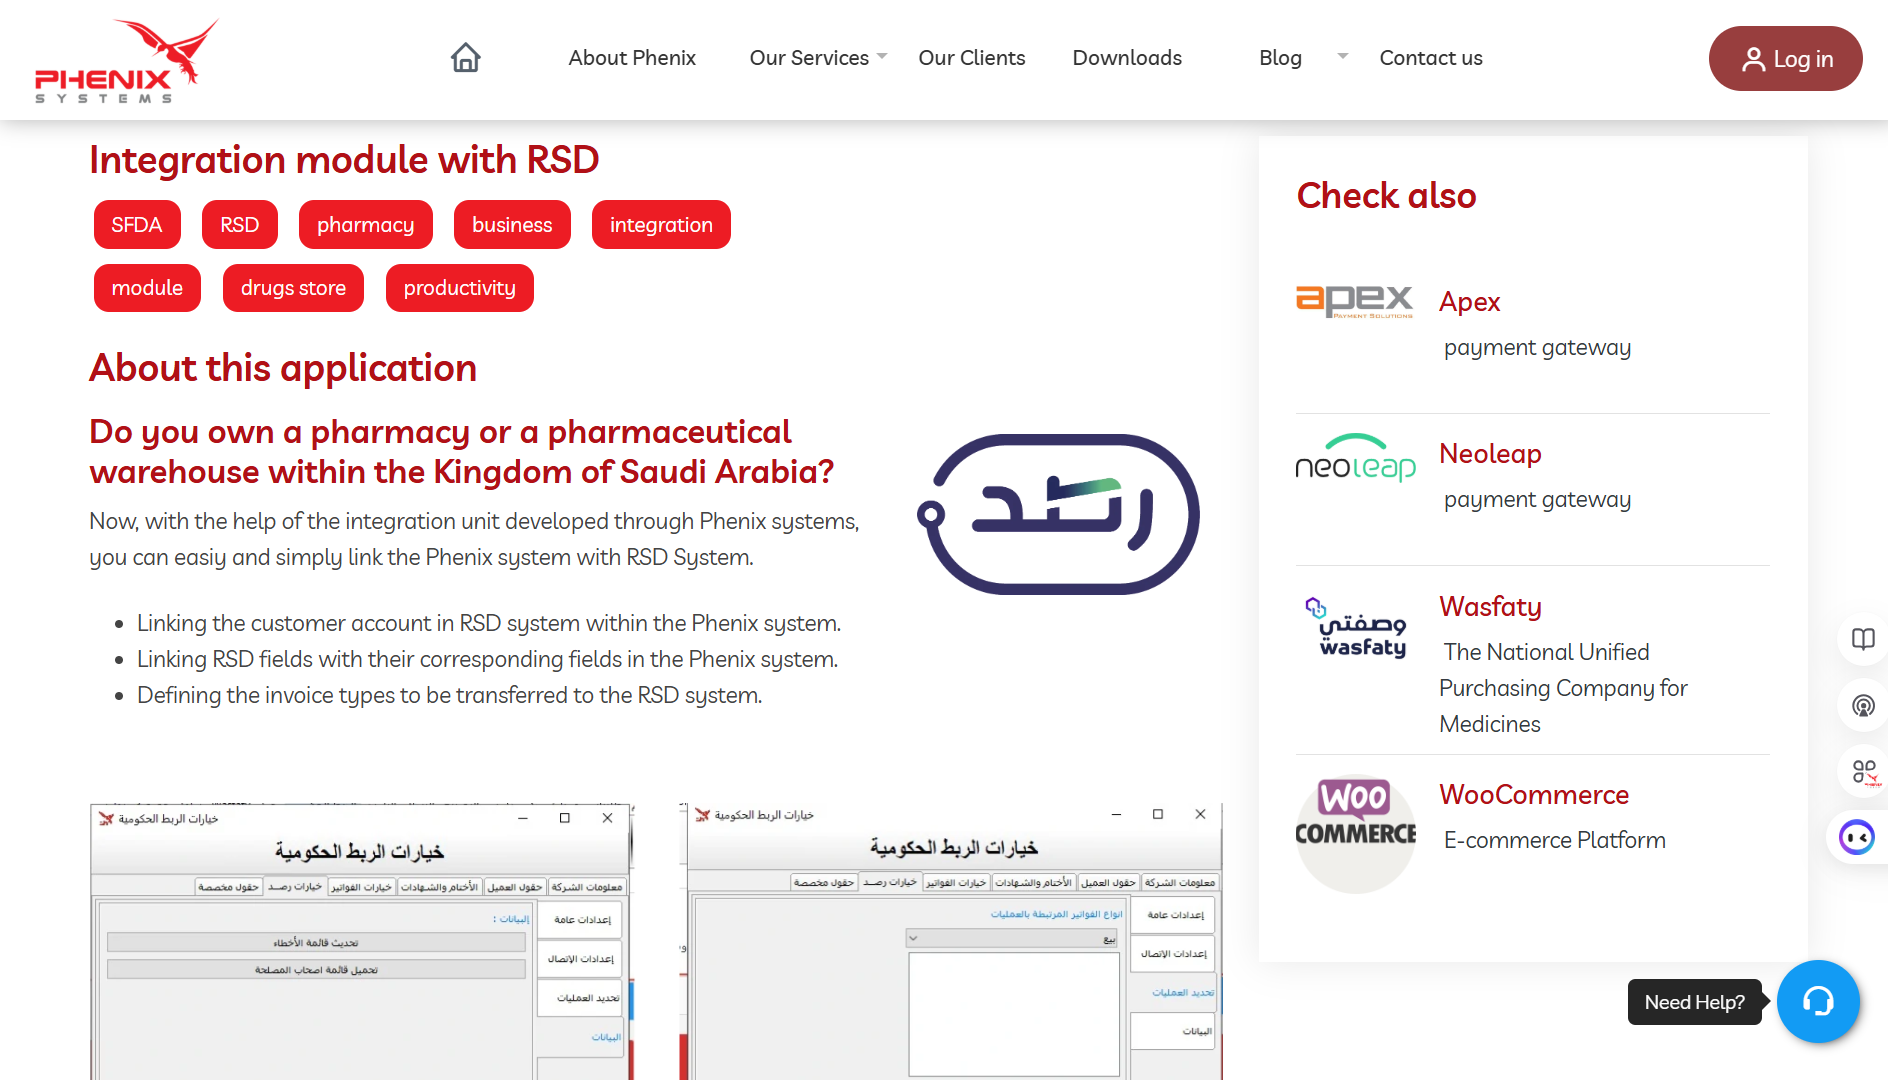 PHENIX
SYSTEMS
About Phenix
Our Services
Our Clients
Downloads
Blog
Contact us
Log in
Integration module with RSD
SFDA
RSD
pharmacy
business
integration
module
drugs store
productivity
About this application
Do you own a pharmacy or a pharmaceutical
warehouse within the Kingdom of Saudi Arabia?
Now, with the help of the integration unit developed through Phenix systems,
you can easiy and simply link the Phenix system with RSD System.
Linking the customer account in RSD system within the Phenix system.
Linking RSD fields with their corresponding fields in the Phenix system.
Defining the invoice types to be transferred to the RSD system.
رصد
خيارات الربط الحكومية
خيارات الربط الحكومية
معلومات الشركة
حقول العميل
الأختام والشهادات
خيارات الفواتير
خيارات رصد
حقول مخصصة
البيانات :
تحديث قائمة الأخطاء
تحميل قائمة اصحاب المصلحة
إعدادات عامة
إعدادات الإتصال
تحديد العمليات
البيانات
خيارات الربط الحكومية
خيارات الربط الحكومية
معلومات الشركة
حقول العميل
الأختام والشهادات
خيارات الفواتير
خيارات رصد
حقول مخصصة
انواع الفواتير المرتبطة بالعمليات
بيع
إعدادات عامة
إعدادات الإتصال
تحديد العمليات
البيانات
Check also
apex
PAYMENT SOLUTIONS
Apex
payment gateway
neoleap
Neoleap
payment gateway
وصفتي
wasfaty
Wasfaty
The National Unified
Purchasing Company for
Medicines
WOO
COMMERCE
WooCommerce
E-commerce Platform
Need Help?